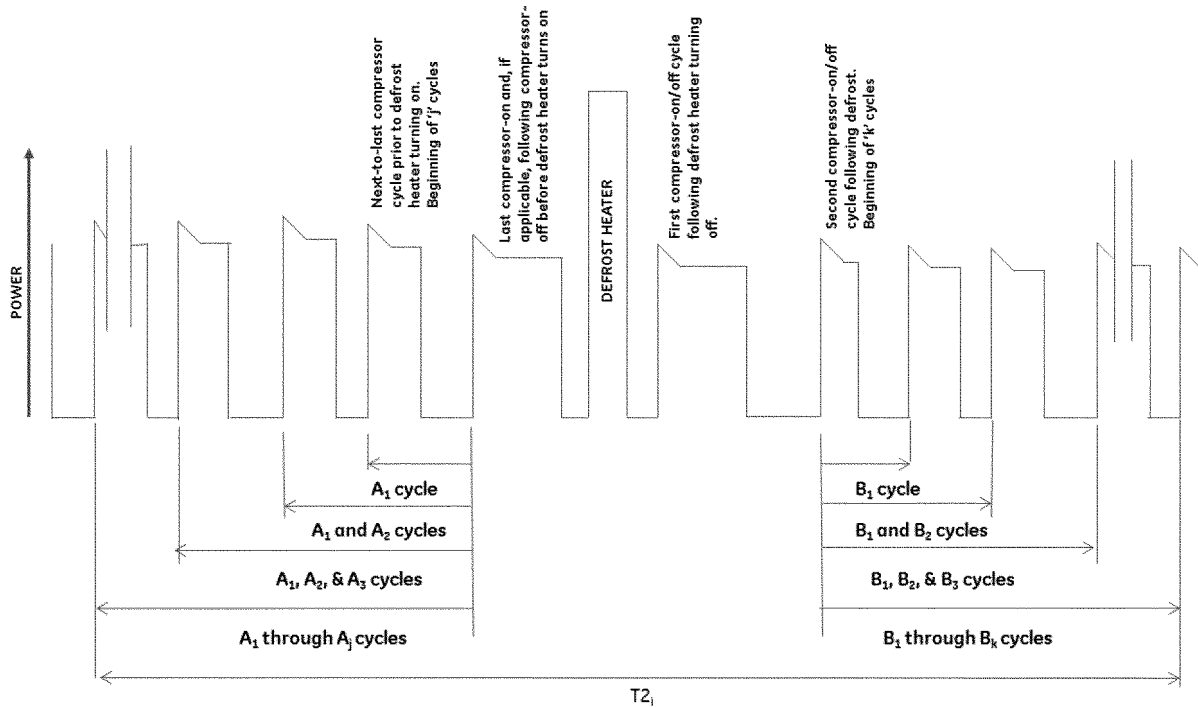 POWER
Next-to-last compressor
cycle prior to defrost
heater turning on.
Beginning of 'j' cycles
Last compressor-on and, if
applicable, following compressor-
off before defrost heater turns on
DEFROST HEATER
First compressor-on/off cycle
following defrost heater turning
off.
Second compressor-on/off
cycle following defrost.
Beginning of 'k' cycles
A₁ cycle
A₁ and A₂ cycles
A₁, A₂, & A₃ cycles
A₁ through Aⱼ cycles
B₁ cycle
B₁ and B₂ cycles
B₁, B₂, & B₃ cycles
B₁ through Bₖ cycles
T2ᵢ